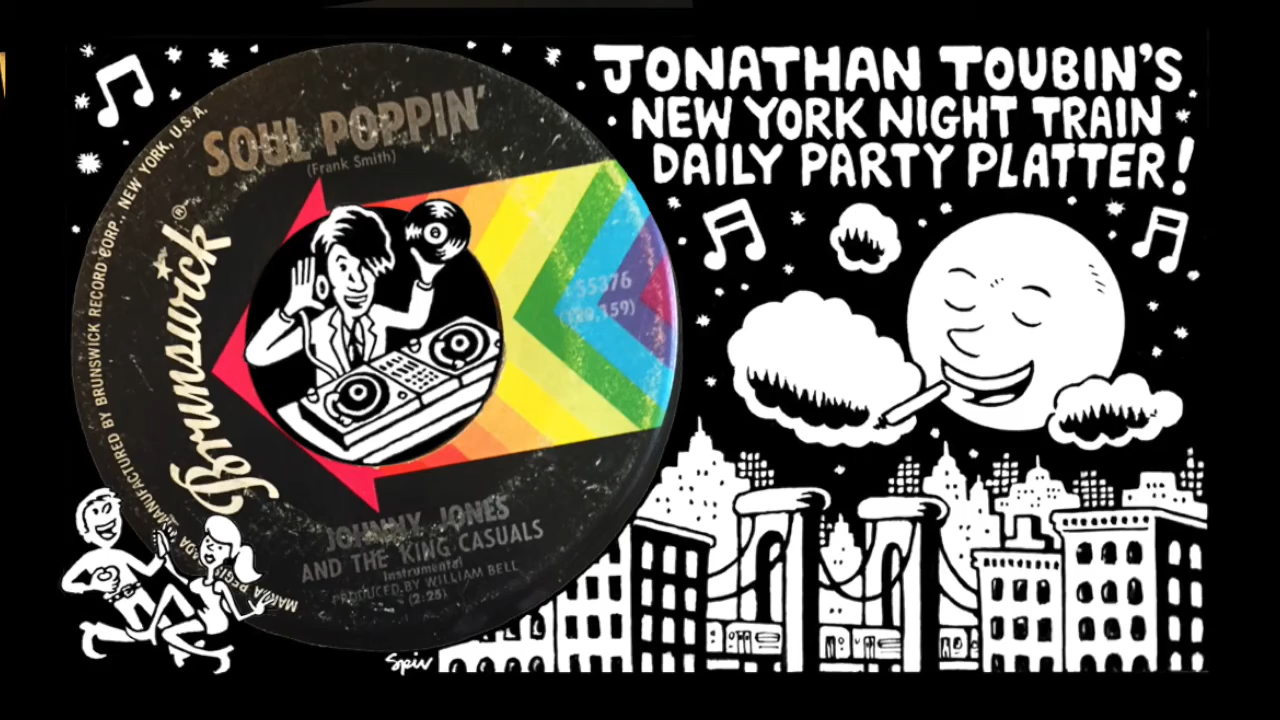 JONATHAN TOUBIN'S
NEW YORK NIGHT TRAIN
DAILY PARTY PLATTER!
SOUL POPPIN'
(Frank Smith)
Brunswick®
MANUFACTURED BY BRUNSWICK RECORD CORP., NEW YORK, U.S.A.
55376
JOHNNY JONES
AND THE KING CASUALS
Instrumental
PRODUCED BY WILLIAM BELL
(2:25)
Spiv